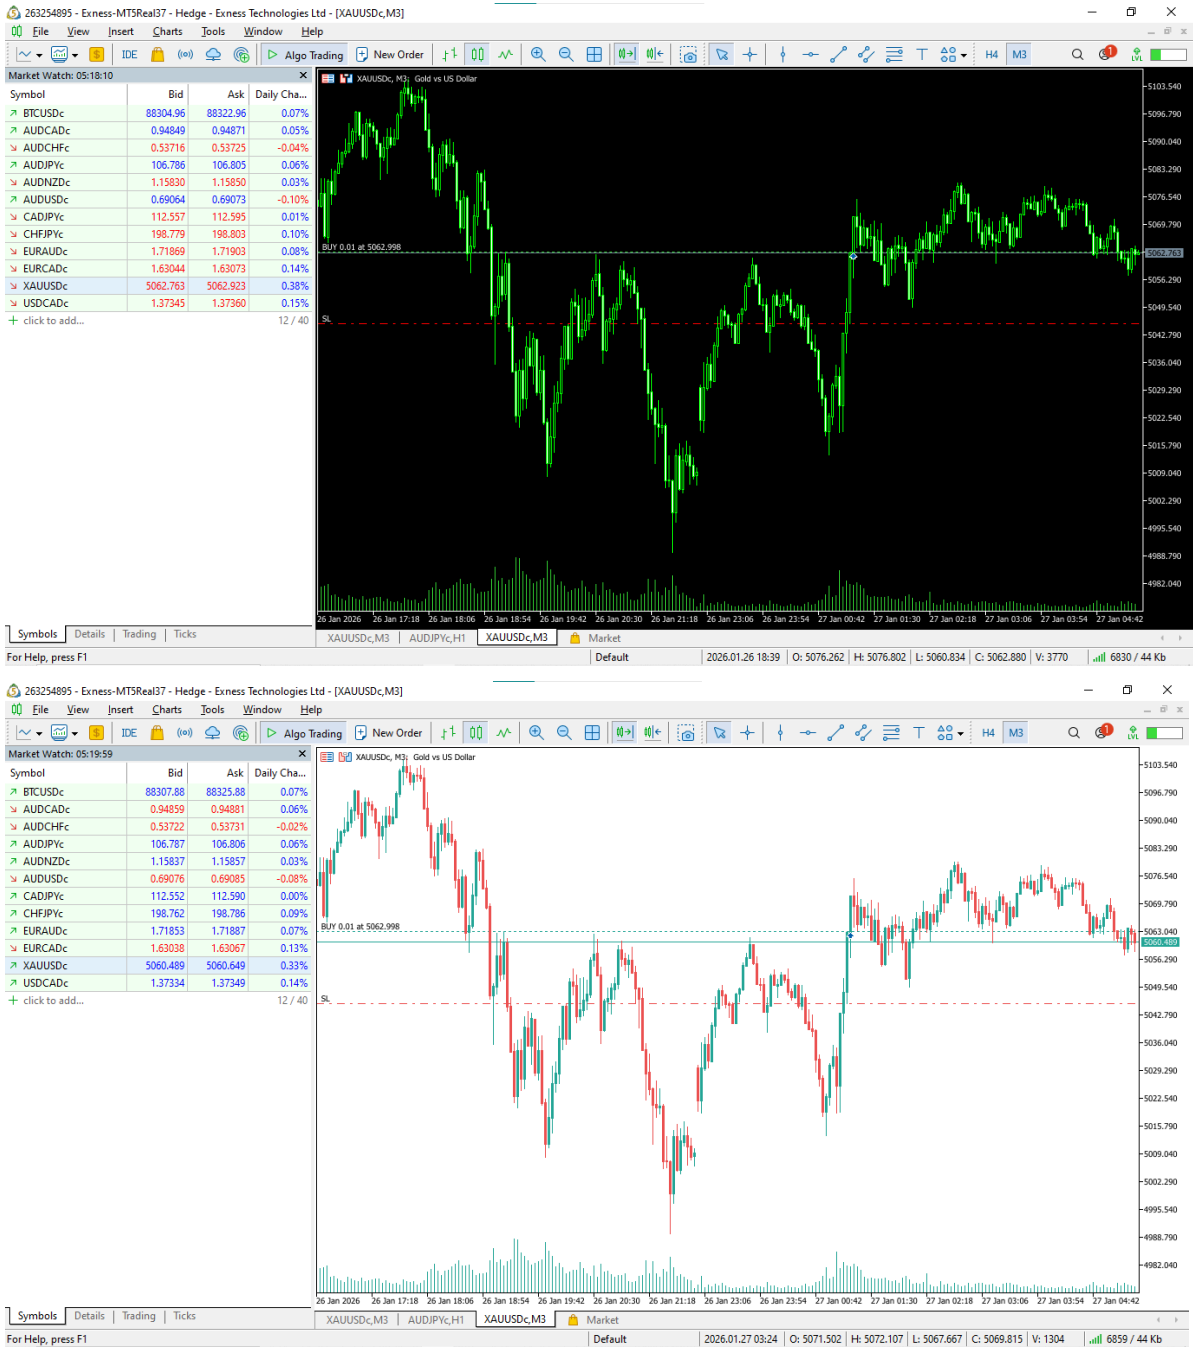 263254895 - Exness-MT5Real37 - Hedge - Exness Technologies Ltd - [XAUUSDc,M3]
File View Insert Charts Tools Window Help
IDE Algo Trading New Order H4 M3 1 LVL
Market Watch: 05:18:10
Symbol Bid Ask Daily Cha...
BTCUSDc 88304.96 88322.96 0.07%
AUDCADc 0.94849 0.94871 0.05%
AUDCHFc 0.53716 0.53725 -0.04%
AUDJPYc 106.786 106.805 0.06%
AUDNZDc 1.15830 1.15850 0.03%
AUDUSDc 0.69064 0.69073 -0.10%
CADJPYc 112.557 112.595 0.01%
CHFJPYc 198.779 198.803 0.10%
EURAUDc 1.71869 1.71903 0.08%
EURCADc 1.63044 1.63073 0.14%
XAUUSDc 5062.763 5062.923 0.38%
USDCADc 1.37345 1.37360 0.15%
click to add... 12 / 40
XAUUSDc, M3: Gold vs US Dollar
BUY 0.01 at 5062.998
SL
5103.540
5096.790
5090.040
5083.290
5076.540
5069.790
5062.763
5056.290
5049.540
5042.790
5036.040
5029.290
5022.540
5015.790
5009.040
5002.290
4995.540
4988.790
4982.040
26 Jan 2026 26 Jan 17:18 26 Jan 18:06 26 Jan 18:54 26 Jan 19:42 26 Jan 20:30 26 Jan 21:18 26 Jan 23:06 26 Jan 23:54 27 Jan 00:42 27 Jan 01:30 27 Jan 02:18 27 Jan 03:06 27 Jan 03:54 27 Jan 04:42
Symbols Details Trading Ticks
XAUUSDc,M3 AUDJPYc,H1 XAUUSDc,M3 Market
For Help, press F1 Default 2026.01.26 18:39 O: 5076.262 H: 5076.802 L: 5060.834 C: 5062.880 V: 3770 6830 / 44 Kb
263254895 - Exness-MT5Real37 - Hedge - Exness Technologies Ltd - [XAUUSDc,M3]
File View Insert Charts Tools Window Help
IDE Algo Trading New Order H4 M3 1 LVL
Market Watch: 05:19:59
Symbol Bid Ask Daily Cha...
BTCUSDc 88307.88 88325.88 0.07%
AUDCADc 0.94859 0.94881 0.06%
AUDCHFc 0.53722 0.53731 -0.02%
AUDJPYc 106.787 106.806 0.06%
AUDNZDc 1.15837 1.15857 0.03%
AUDUSDc 0.69076 0.69085 -0.08%
CADJPYc 112.552 112.590 0.00%
CHFJPYc 198.762 198.786 0.09%
EURAUDc 1.71853 1.71887 0.07%
EURCADc 1.63038 1.63067 0.13%
XAUUSDc 5060.489 5060.649 0.33%
USDCADc 1.37334 1.37349 0.14%
click to add... 12 / 40
XAUUSDc, M3: Gold vs US Dollar
BUY 0.01 at 5062.998
SL
5103.540
5096.790
5090.040
5083.290
5076.540
5069.790
5063.040
5060.489
5056.290
5049.540
5042.790
5036.040
5029.290
5022.540
5015.790
5009.040
5002.290
4995.540
4988.790
4982.040
26 Jan 2026 26 Jan 17:18 26 Jan 18:06 26 Jan 18:54 26 Jan 19:42 26 Jan 20:30 26 Jan 21:18 26 Jan 23:06 26 Jan 23:54 27 Jan 00:42 27 Jan 01:30 27 Jan 02:18 27 Jan 03:06 27 Jan 03:54 27 Jan 04:42
Symbols Details Trading Ticks
XAUUSDc,M3 AUDJPYc,H1 XAUUSDc,M3 Market
For Help, press F1 Default 2026.01.27 03:24 O: 5071.502 H: 5072.107 L: 5067.667 C: 5069.815 V: 1304 6859 / 44 Kb